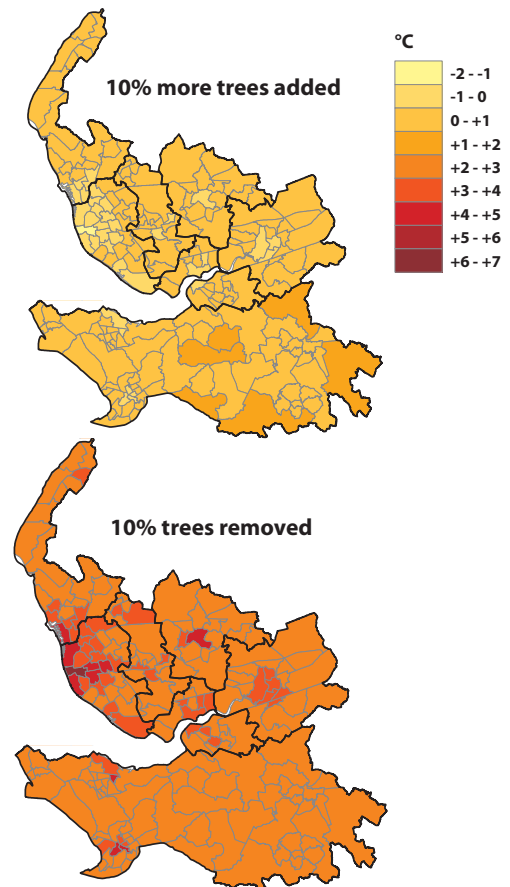 °C
10% more trees added
-2 - -1
-1 - 0
0 - +1
+1 - +2
+2 - +3
+3 - +4
+4 - +5
+5 - +6
+6 - +7
10% trees removed